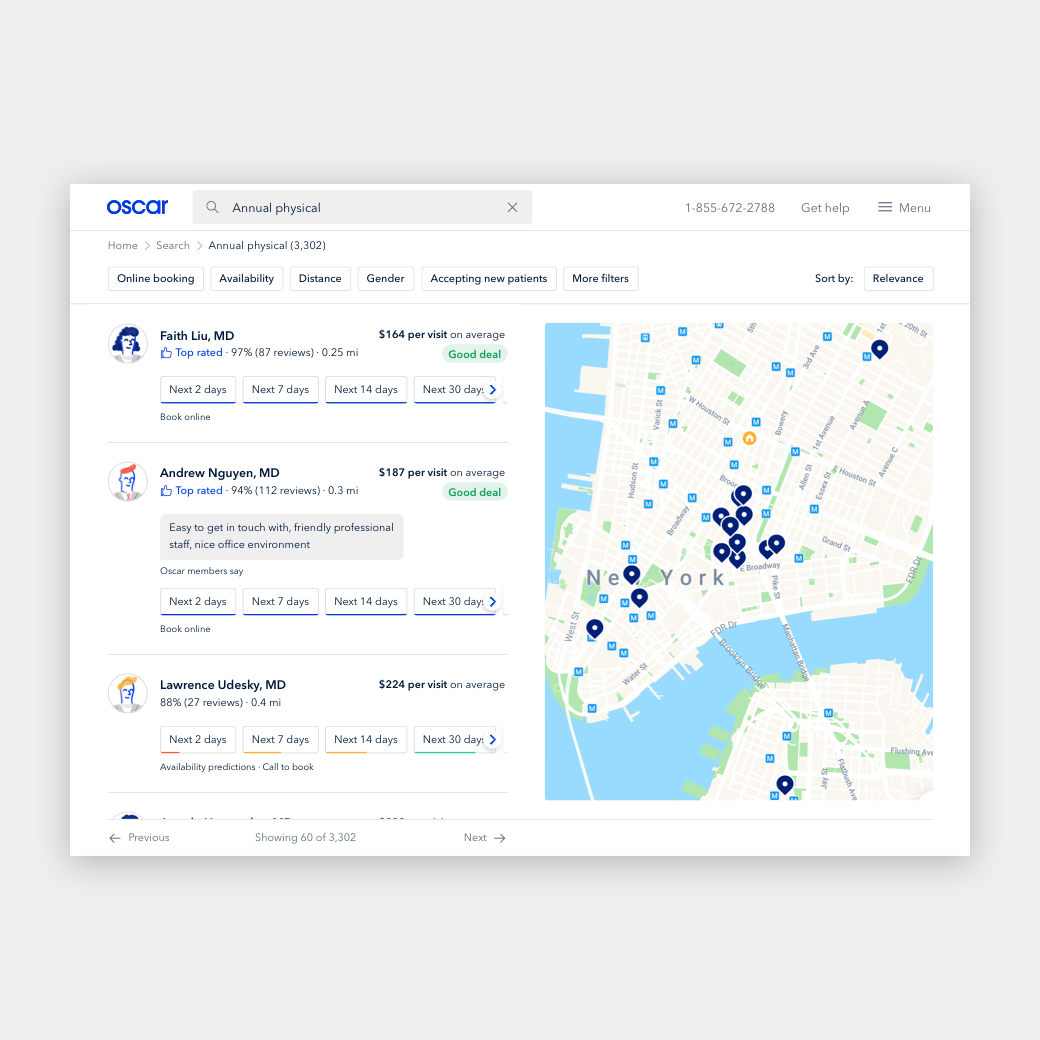 oscar
Annual physical
1-855-672-2788
Get help
Menu
Home
Search
Annual physical (3,302)
Online booking
Availability
Distance
Gender
Accepting new patients
More filters
Sort by:
Relevance
Faith Liu, MD
$164 per visit on average
Top rated · 97% (87 reviews) · 0.25 mi
Good deal
Next 2 days
Next 7 days
Next 14 days
Next 30 days
Book online
Andrew Nguyen, MD
$187 per visit on average
Top rated · 94% (112 reviews) · 0.3 mi
Good deal
Easy to get in touch with, friendly professional
staff, nice office environment
Oscar members say
Next 2 days
Next 7 days
Next 14 days
Next 30 days
Book online
Lawrence Udesky, MD
$224 per visit on average
88% (27 reviews) · 0.4 mi
Next 2 days
Next 7 days
Next 14 days
Next 30 days
Availability predictions · Call to book
Previous
Showing 60 of 3,302
Next
20th St
3rd Ave
Varick St
W Houston St
Bowery
1st Avenue
Avenue A
Avenue C
Hudson St
Broadway
Allen St
Essex St
E Houston St
Grand St
E Broadway
FDR Dr
New York
Pike St
West St
FDR Dr
Brooklyn Bridge
Manhattan Bridge
Water St
Flushing Ave
Jay St
Flatbush Ave